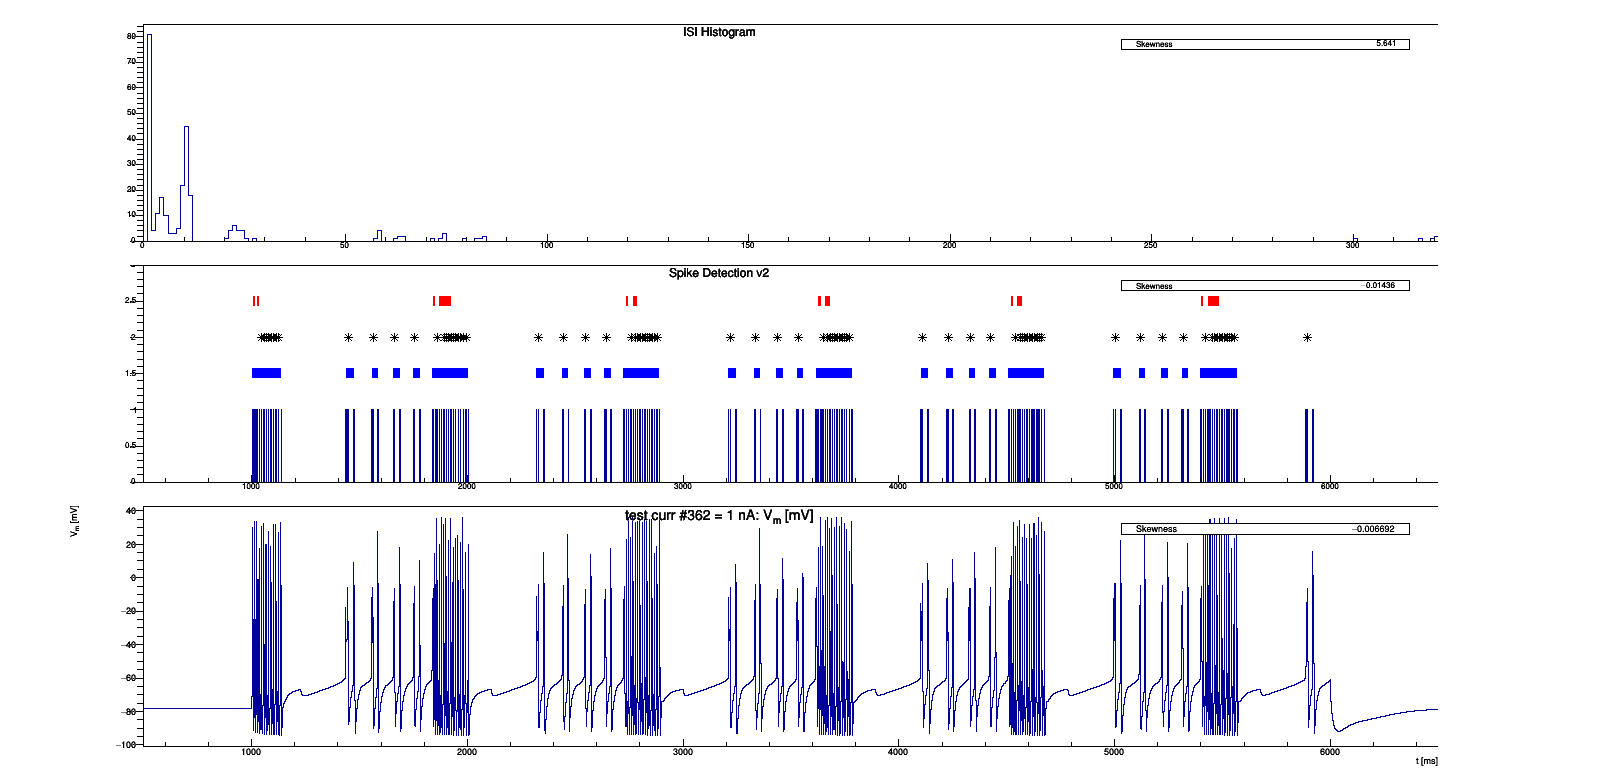 ISI Histogram
Skewness 5.641
80
70
60
50
40
30
20
10
0
0 50 100 150 200 250 300
Spike Detection v2
Skewness −0.01436
2.5
2
1.5
1
0.5
0
1000 2000 3000 4000 5000 6000
V_m [mV]
test curr #362 = 1 nA: V_m [mV]
Skewness −0.006692
40
20
0
−20
−40
−60
−80
−100
1000 2000 3000 4000 5000 6000
t [ms]